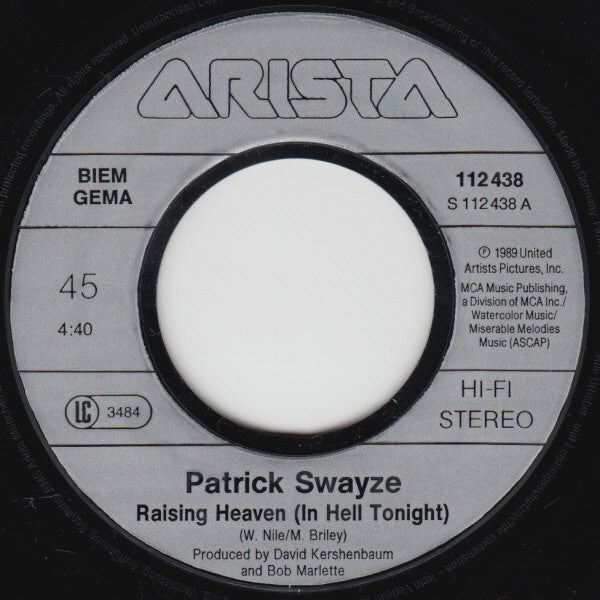 ARISTA
BIEM
GEMA
112 438
S 112 438 A
45
4:40
℗ 1989 United
Artists Pictures, Inc.
MCA Music Publishing,
a Division of MCA Inc./
Watercolor Music/
Miserable Melodies
Music (ASCAP)
LC 3484
HI-FI
STEREO
Patrick Swayze
Raising Heaven (In Hell Tonight)
(W. Nile/M. Briley)
Produced by David Kershenbaum
and Bob Marlette